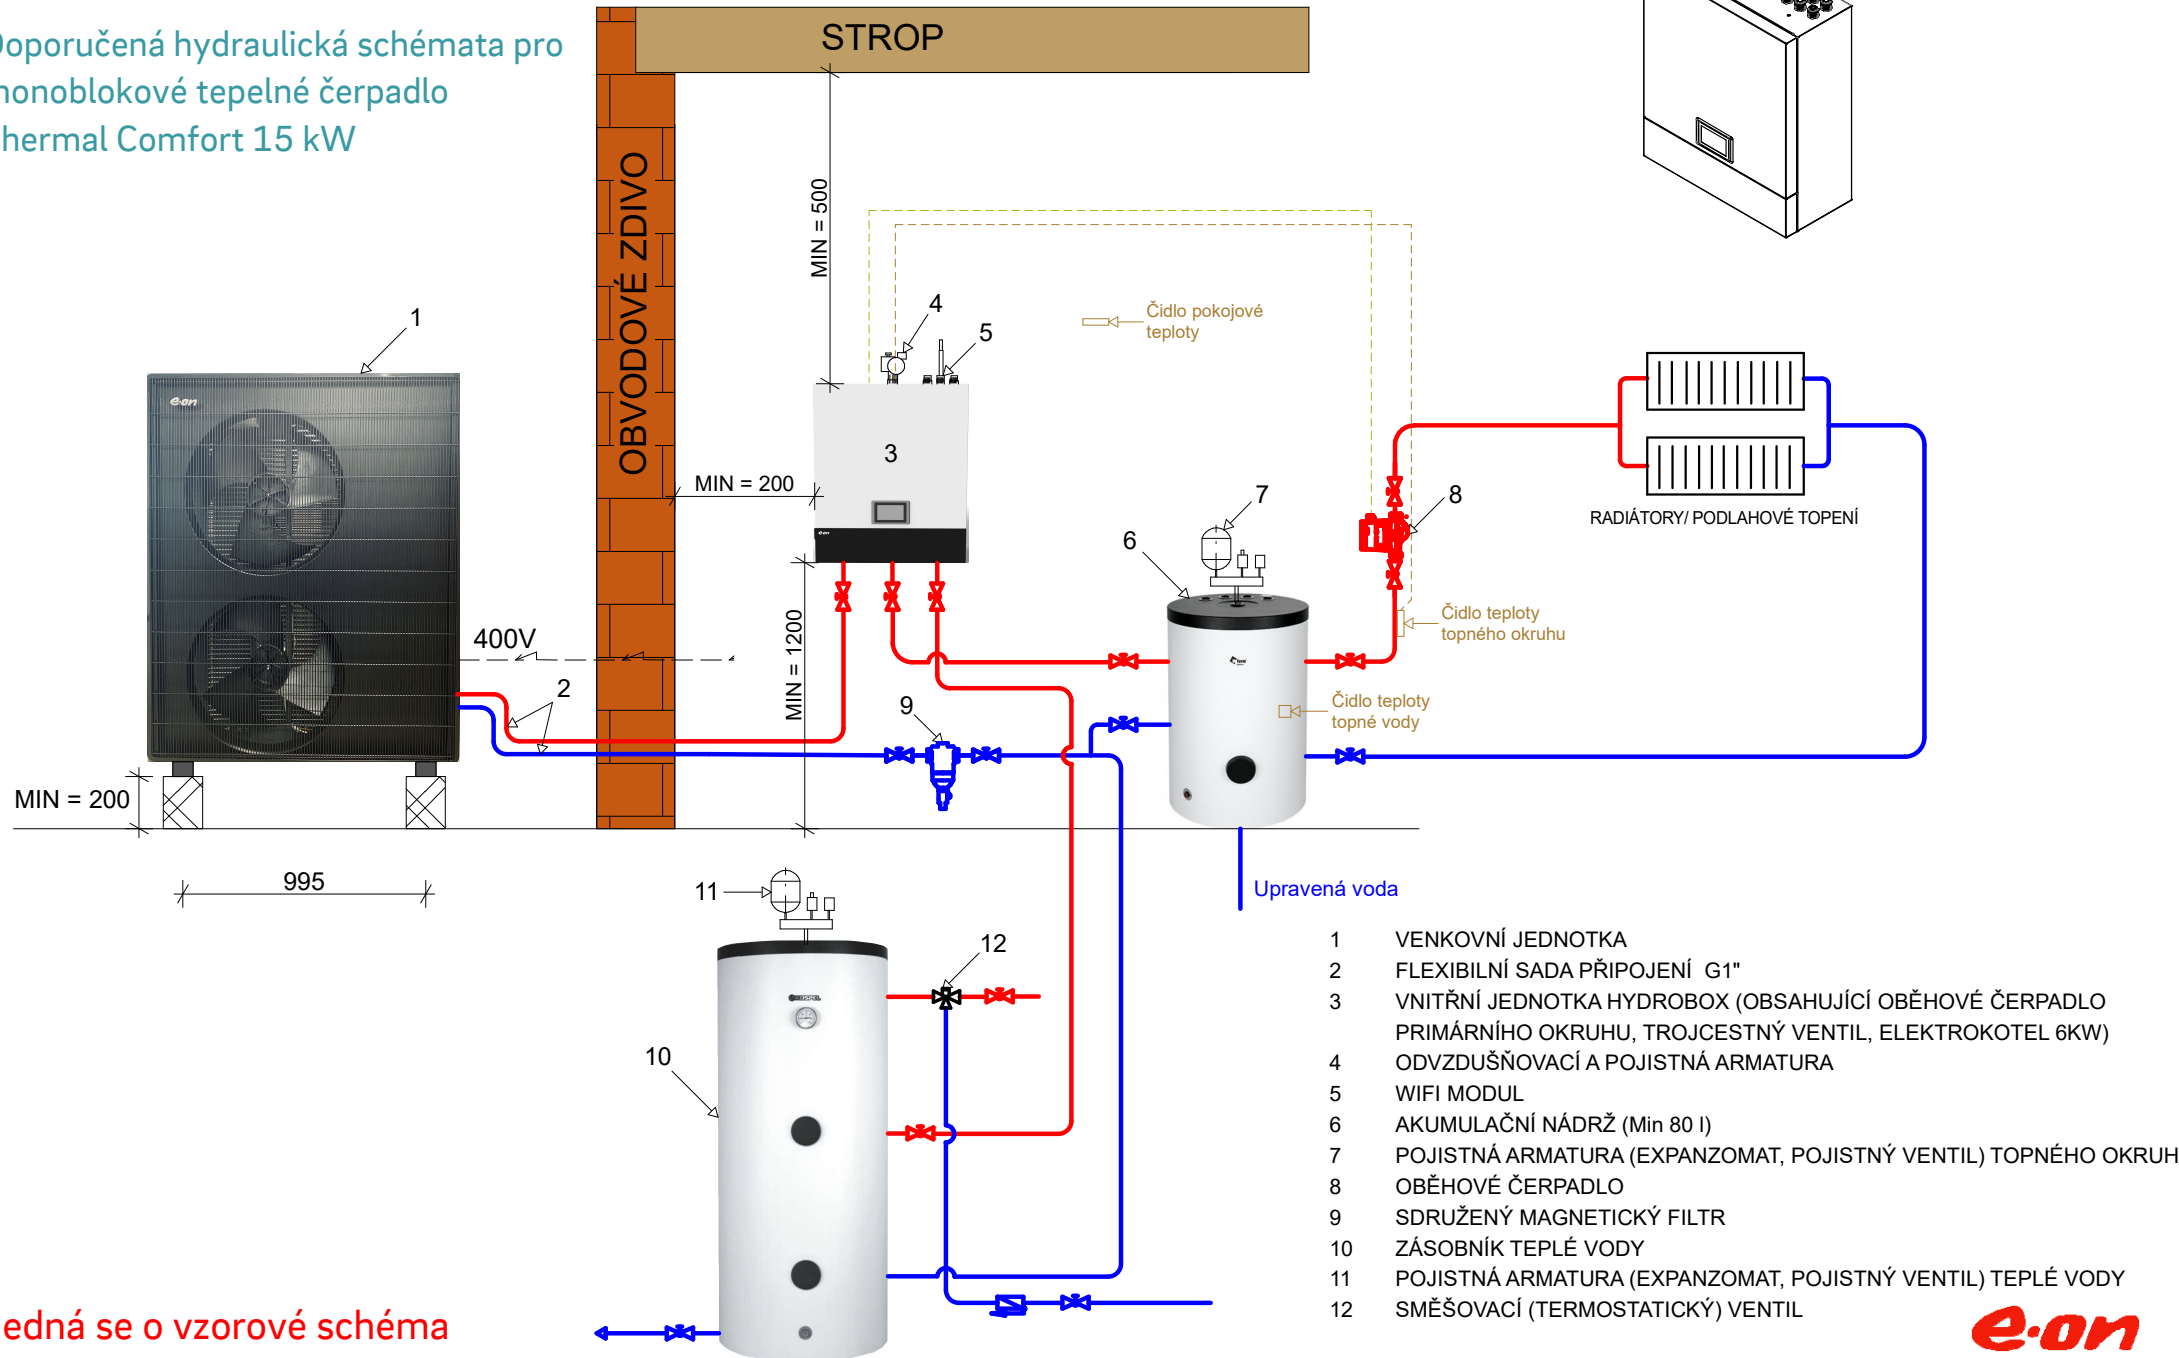 oporučená hydraulická schémata pro
onoblokové tepelné čerpadlo
hermal Comfort 15 kW
STROP
OBVODOVÉ ZDIVO
MIN = 500
1
e·on
4
5
Čidlo pokojové
teploty
3
MIN = 200
e·on
7
8
6
RADIÁTORY/ PODLAHOVÉ TOPENÍ
400V
MIN = 1200
Čidlo teploty
topného okruhu
2
9
Čidlo teploty
topné vody
MIN = 200
995
11
Upravená voda
12
10
1 VENKOVNÍ JEDNOTKA
2 FLEXIBILNÍ SADA PŘIPOJENÍ G1"
3 VNITŘNÍ JEDNOTKA HYDROBOX (OBSAHUJÍCÍ OBĚHOVÉ ČERPADLO
PRIMÁRNÍHO OKRUHU, TROJCESTNÝ VENTIL, ELEKTROKOTEL 6KW)
4 ODVZDUŠŇOVACÍ A POJISTNÁ ARMATURA
5 WIFI MODUL
6 AKUMULAČNÍ NÁDRŽ (Min 80 l)
7 POJISTNÁ ARMATURA (EXPANZOMAT, POJISTNÝ VENTIL) TOPNÉHO OKRUH
8 OBĚHOVÉ ČERPADLO
9 SDRUŽENÝ MAGNETICKÝ FILTR
10 ZÁSOBNÍK TEPLÉ VODY
11 POJISTNÁ ARMATURA (EXPANZOMAT, POJISTNÝ VENTIL) TEPLÉ VODY
12 SMĚŠOVACÍ (TERMOSTATICKÝ) VENTIL
edná se o vzorové schéma
e·on